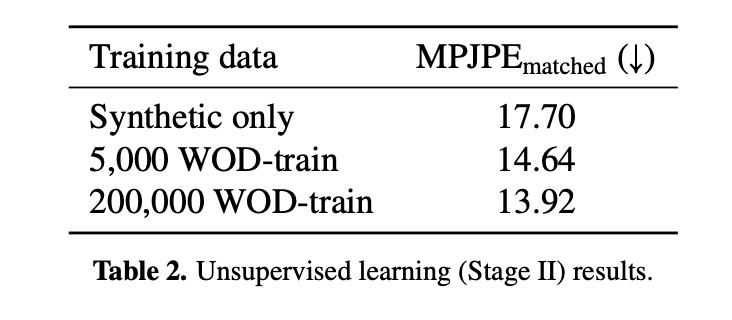 Training data MPJPEmatched (↓)
Synthetic only 17.70
5,000 WOD-train 14.64
200,000 WOD-train 13.92
Table 2. Unsupervised learning (Stage II) results.